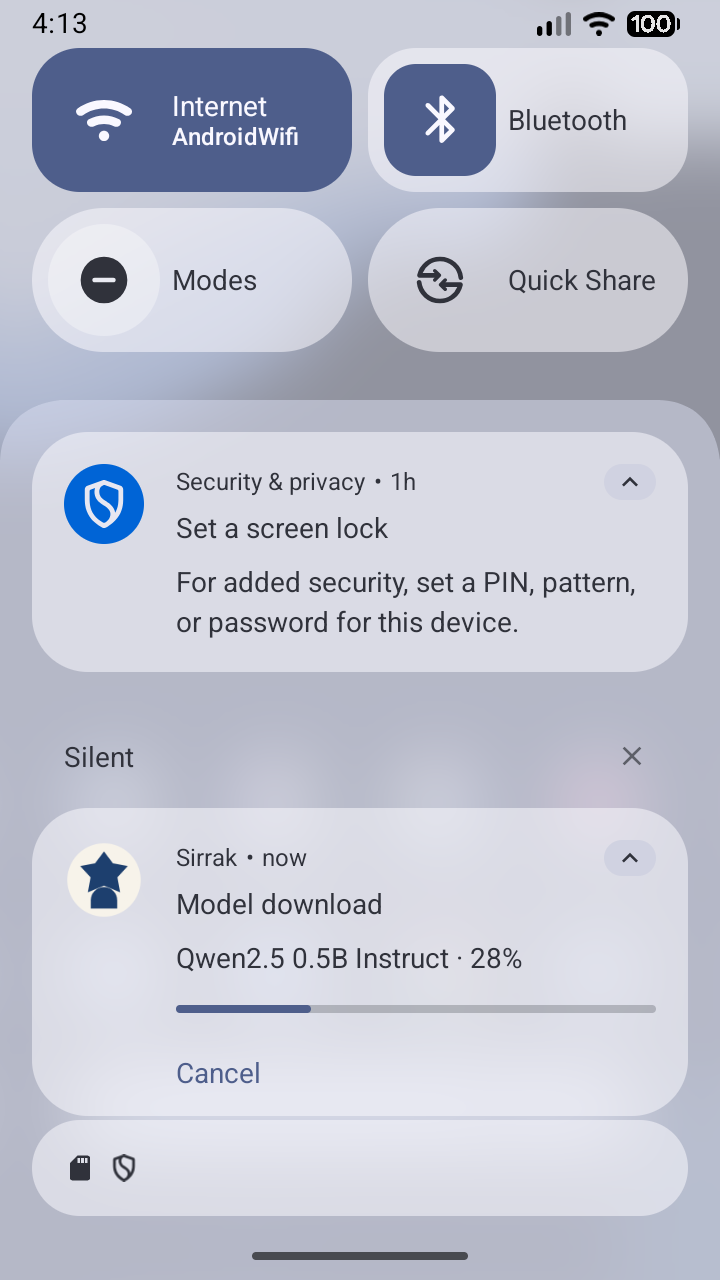 4:13
100
Internet
AndroidWifi
Bluetooth
Modes
Quick Share
Security & privacy • 1h
Set a screen lock
For added security, set a PIN, pattern,
or password for this device.
Silent
Sirrak • now
Model download
Qwen2.5 0.5B Instruct · 28%
Cancel